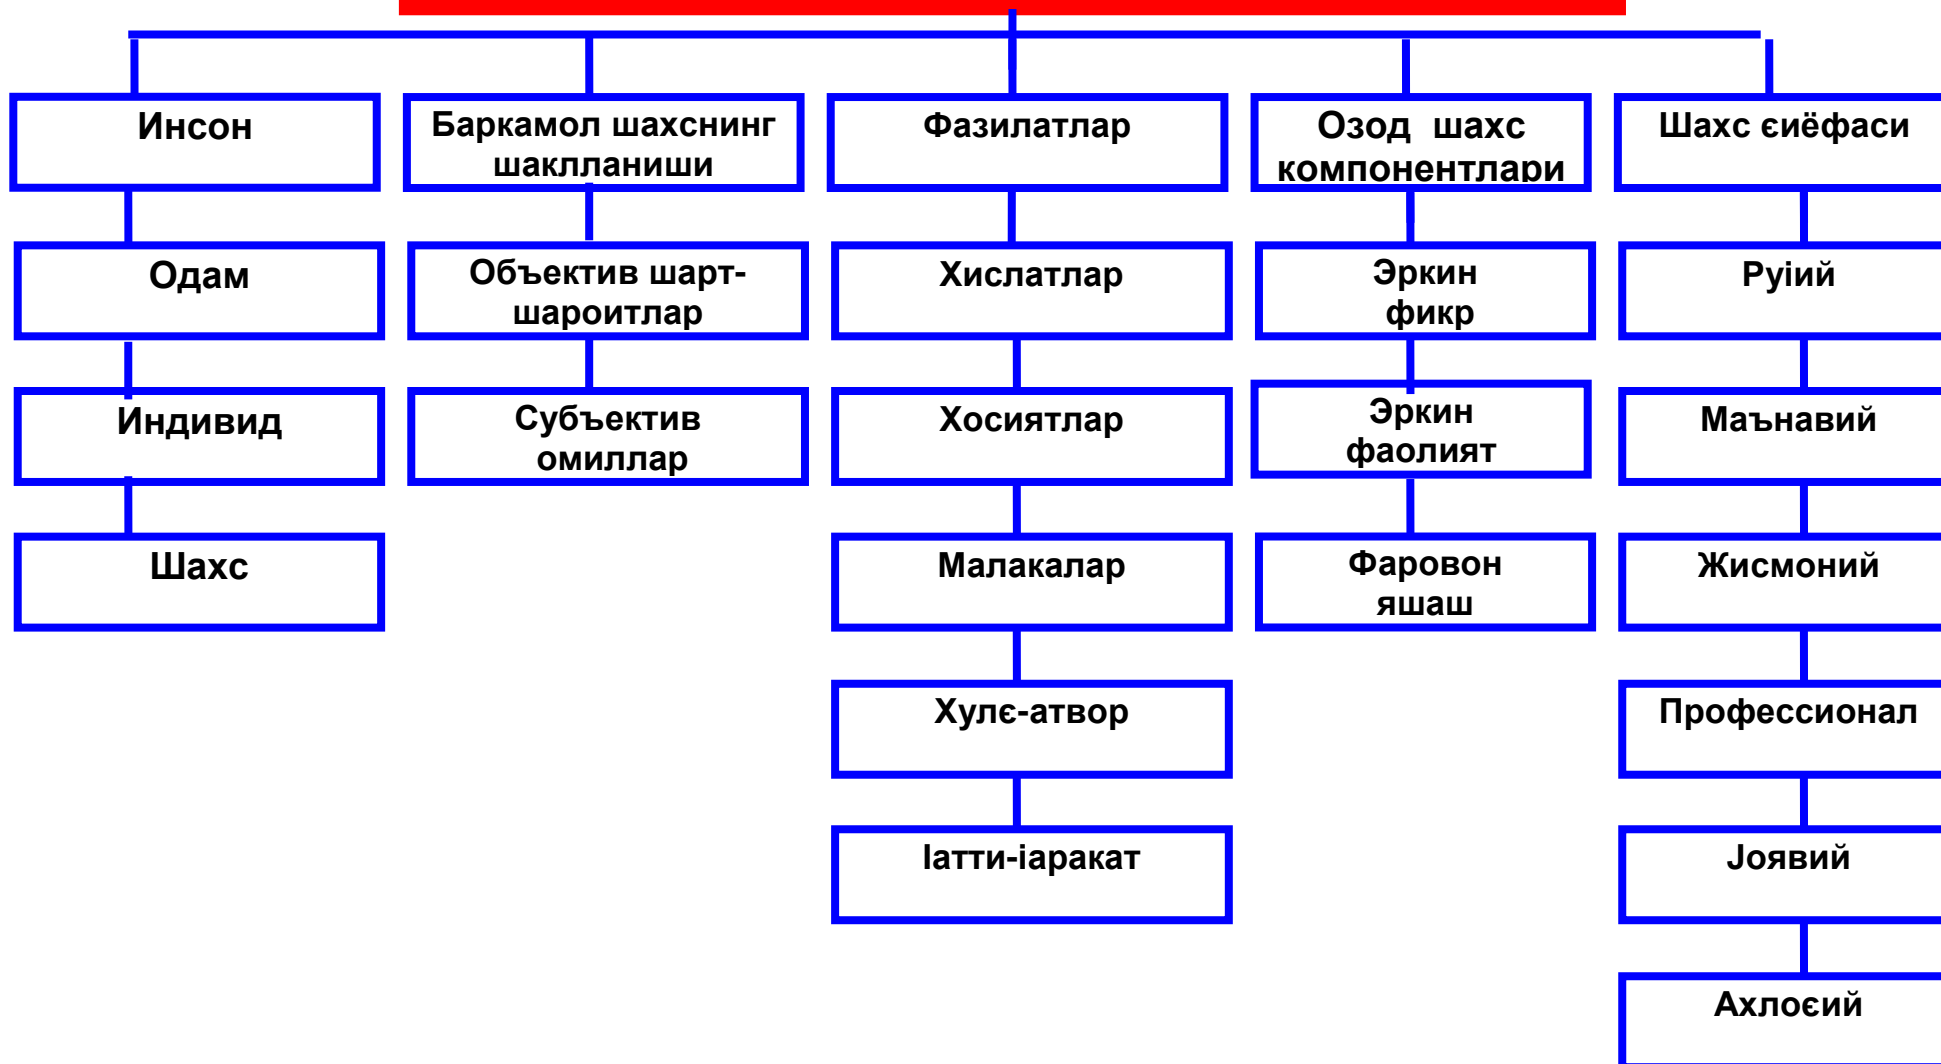 Инсон
Баркамол шахснинг
шаклланиши
Фазилатлар
Озод шахс
компонентлари
Шахс єиёфаси
Одам
Объектив шарт-
шароитлар
Хислатлар
Эркин
фикр
Руіий
Индивид
Субъектив
омиллар
Хосиятлар
Эркин
фаолият
Маънавий
Шахс
Малакалар
Фаровон
яшаш
Жисмоний
Хулє-атвор
Профессионал
Іатти-іаракат
Јоявий
Ахлоєий